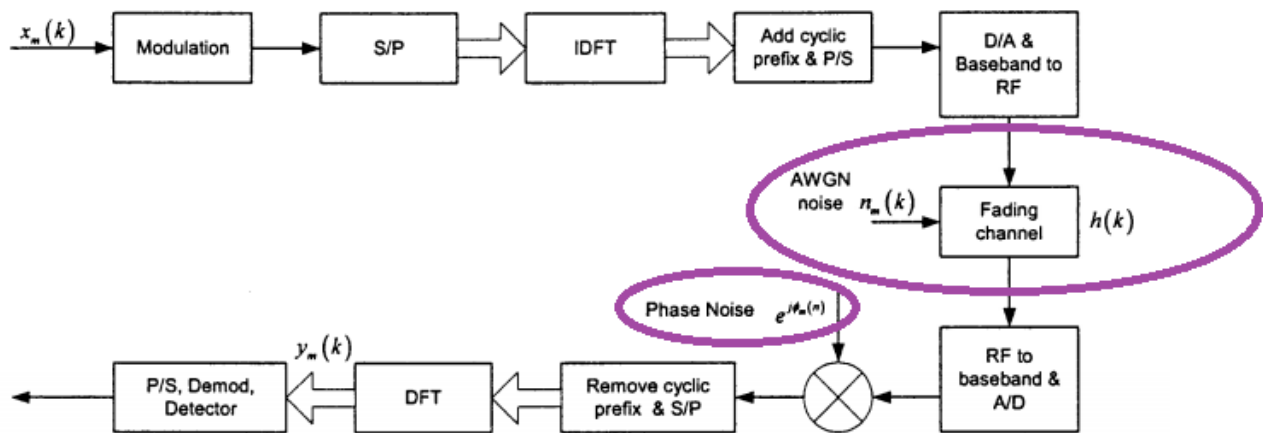 x_m(k)
Modulation
S/P
IDFT
Add cyclic
prefix & P/S
D/A &
Baseband to
RF
AWGN
noise n_m(k)
Fading
channel
h(k)
Phase Noise e^{jϕ_m(n)}
RF to
baseband &
A/D
Remove cyclic
prefix & S/P
DFT
y_m(k)
P/S, Demod,
Detector